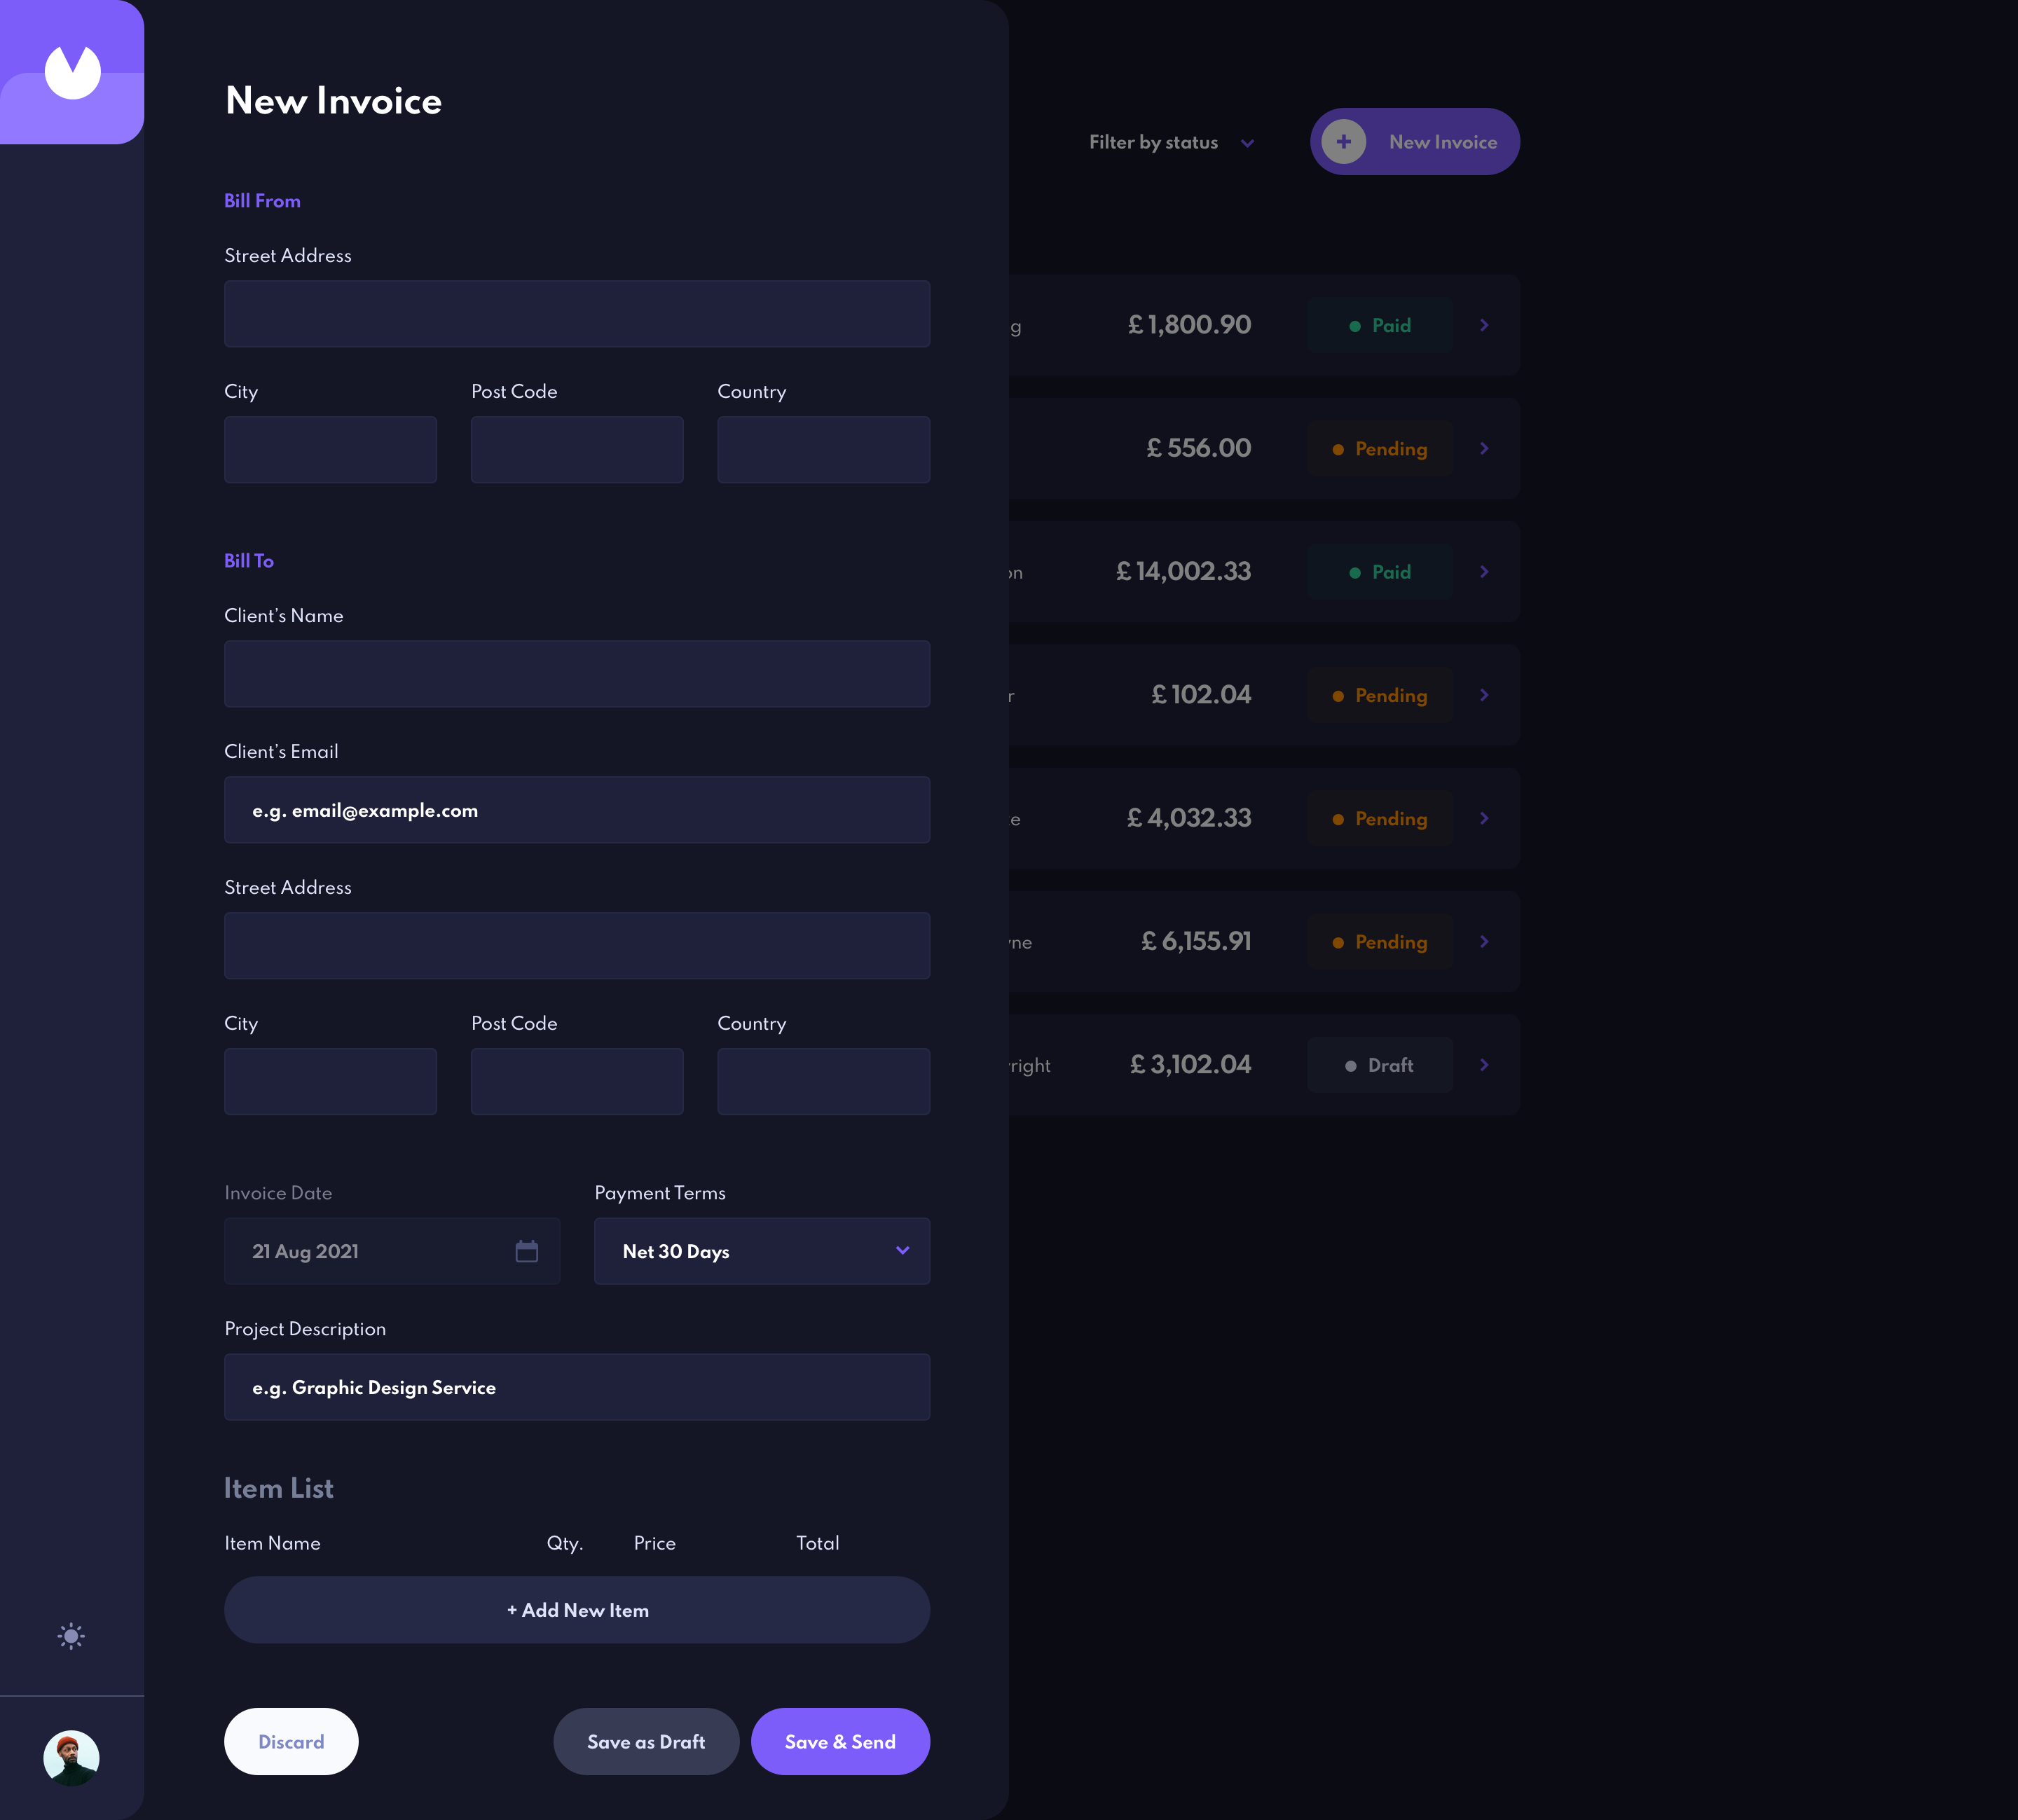 New Invoice
Bill From
Street Address
City Post Code Country
Bill To
Client's Name
Client's Email
e.g. email@example.com
Street Address
City Post Code Country
Invoice Date Payment Terms
21 Aug 2021 Net 30 Days
Project Description
e.g. Graphic Design Service
Item List
Item Name Qty. Price Total
+ Add New Item
Discard Save as Draft Save & Send
Filter by status + New Invoice
g £ 1,800.90 Paid
£ 556.00 Pending
on £ 14,002.33 Paid
r £ 102.04 Pending
e £ 4,032.33 Pending
yne £ 6,155.91 Pending
right £ 3,102.04 Draft